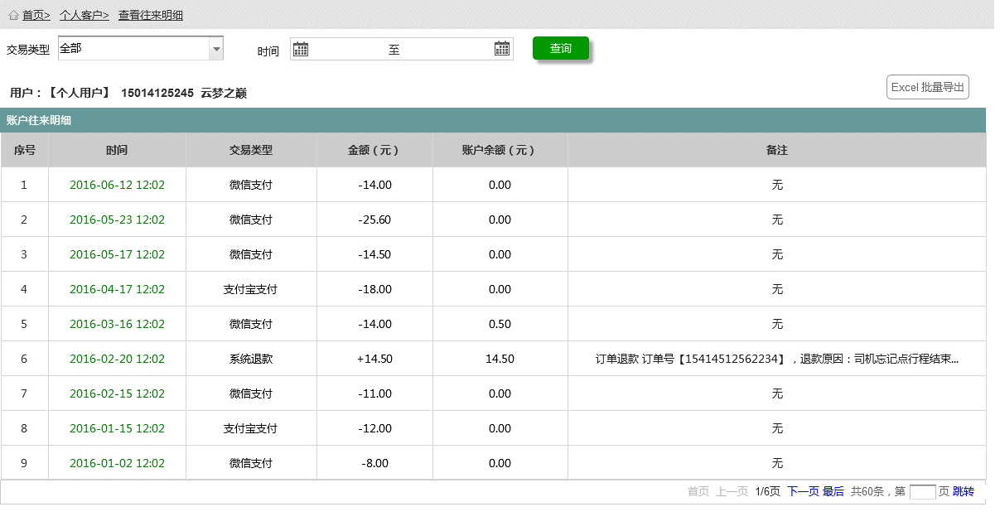 首页> 个人客户> 查看往来明细
交易类型 全部 时间 至 查询
用户：【个人用户】 15014125245 云梦之巅 Excel 批量导出
账户往来明细
序号 时间 交易类型 金额（元） 账户余额（元） 备注
1 2016-06-12 12:02 微信支付 -14.00 0.00 无
2 2016-05-23 12:02 微信支付 -25.60 0.00 无
3 2016-05-17 12:02 微信支付 -14.50 0.00 无
4 2016-04-17 12:02 支付宝支付 -18.00 0.00 无
5 2016-03-16 12:02 微信支付 -14.00 0.50 无
6 2016-02-20 12:02 系统退款 +14.50 14.50 订单退款 订单号【15414512562234】，退款原因：司机忘记点行程结束...
7 2016-02-15 12:02 微信支付 -11.00 0.00 无
8 2016-01-15 12:02 支付宝支付 -12.00 0.00 无
9 2016-01-02 12:02 微信支付 -8.00 0.00 无
首页 上一页 1/6页 下一页 最后 共60条，第 页 跳转